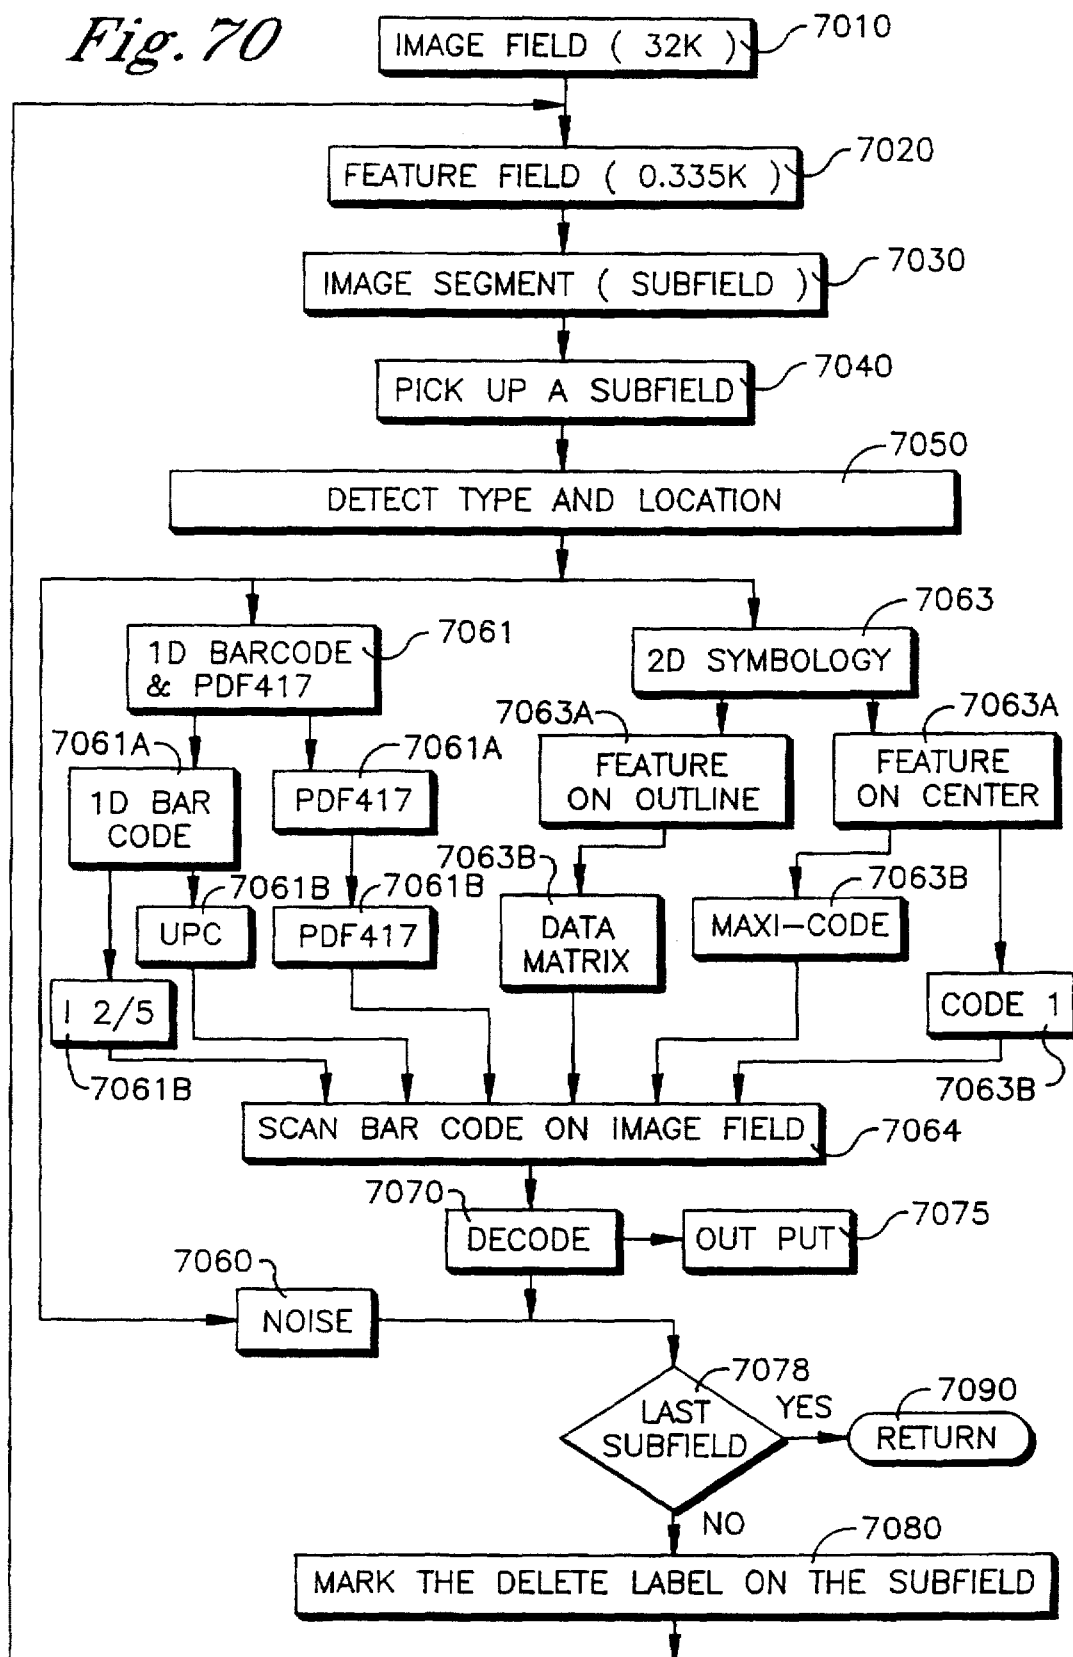 Fig. 70
IMAGE FIELD ( 32K )
7010
FEATURE FIELD ( 0.335K )
7020
IMAGE SEGMENT ( SUBFIELD )
7030
PICK UP A SUBFIELD
7040
7050
DETECT TYPE AND LOCATION
1D BARCODE
& PDF417
7061
7063
2D SYMBOLOGY
7061A
1D BAR
CODE
7061A
PDF417
7063A
FEATURE
ON OUTLINE
7063A
FEATURE
ON CENTER
7061B
UPC
7061B
PDF417
7063B
DATA
MATRIX
7063B
MAXI-CODE
I 2/5
7061B
CODE 1
7063B
SCAN BAR CODE ON IMAGE FIELD
7064
7070
DECODE
OUT PUT
7075
7060
NOISE
7078
LAST
SUBFIELD
YES
7090
RETURN
NO
7080
MARK THE DELETE LABEL ON THE SUBFIELD